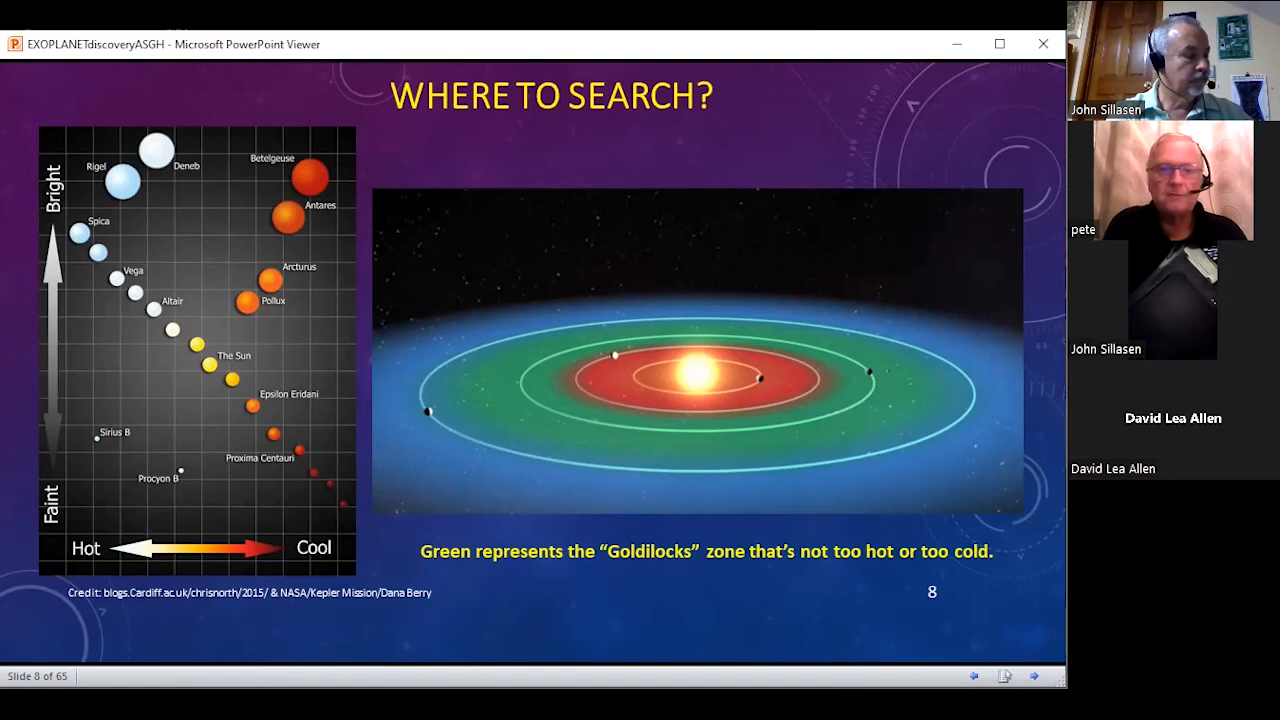 EXOPLANETdiscoveryASGH - Microsoft PowerPoint Viewer
WHERE TO SEARCH?
Bright
Rigel
Deneb
Betelgeuse
Antares
Spica
Vega
Arcturus
Altair
Pollux
The Sun
Epsilon Eridani
Sirius B
Proxima Centauri
Procyon B
Faint
Hot
Cool
Green represents the “Goldilocks” zone that’s not too hot or too cold.
Credit: blogs.Cardiff.ac.uk/chrisnorth/2015/ & NASA/Kepler Mission/Dana Berry
8
Slide 8 of 65
John Sillasen
pete
John Sillasen
David Lea Allen
David Lea Allen